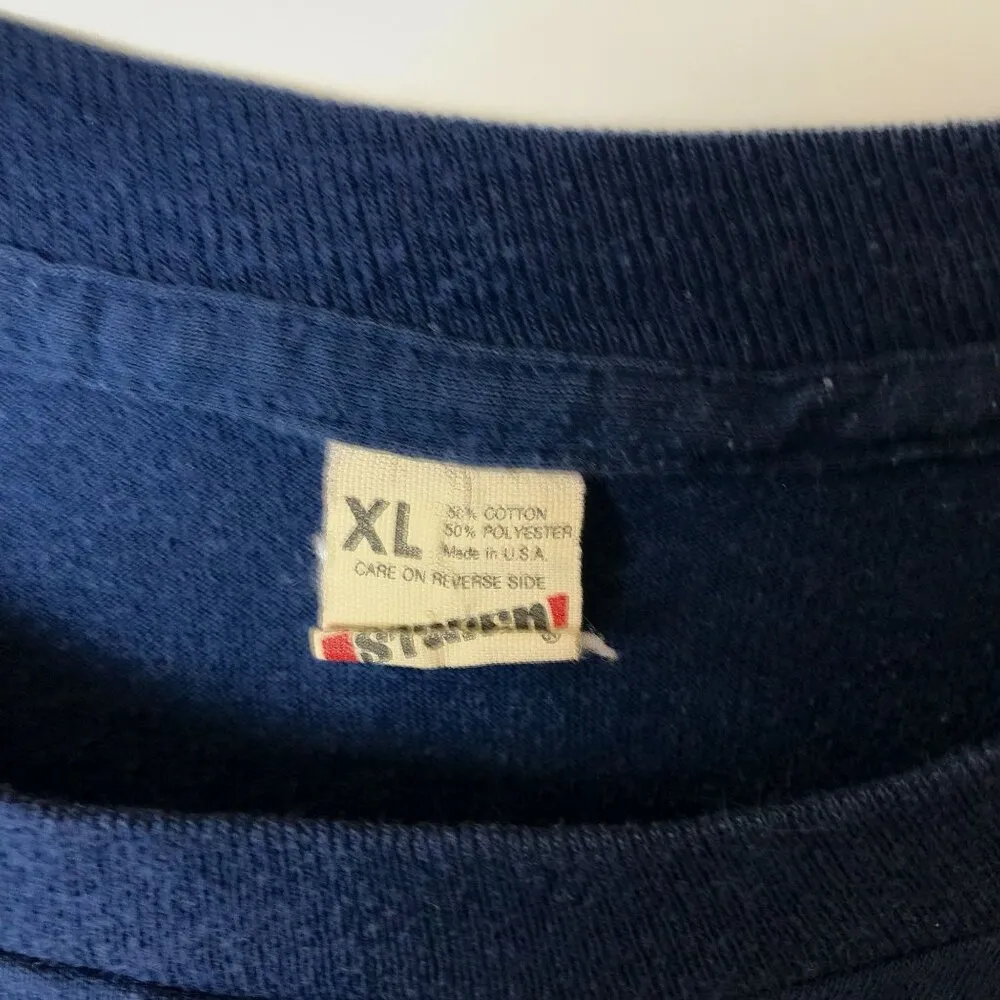 XL
50% COTTON
50% POLYESTER
Made in U.S.A.
CARE ON REVERSE SIDE